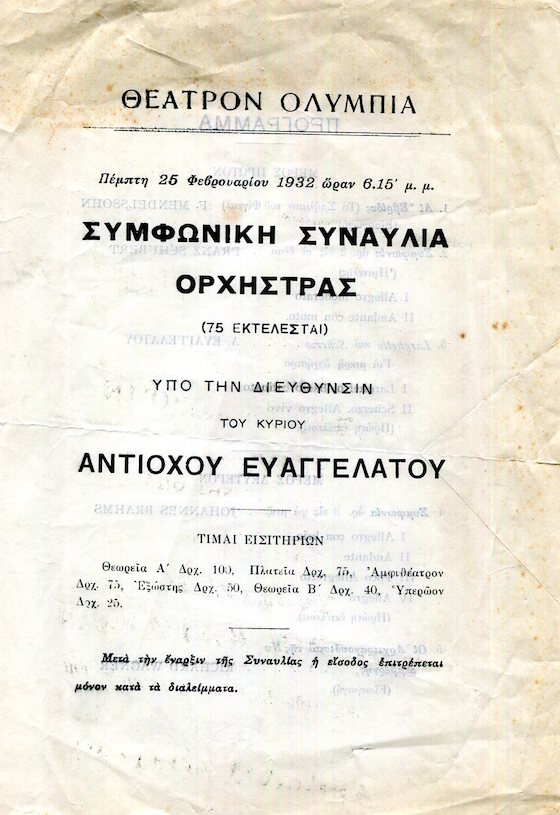 ΘΕΑΤΡΟΝ ΟΛΥΜΠΙΑ
Πέμπτη 25 Φεβρουαρίου 1932 ὥραν 6.15′ μ. μ.
ΣΥΜΦΩΝΙΚΗ ΣΥΝΑΥΛΙΑ
ΟΡΧΗΣΤΡΑΣ
(75 ΕΚΤΕΛΕΣΤΑΙ)
ΥΠΟ ΤΗΝ ΔΙΕΥΘΥΝΣΙΝ
ΤΟΥ ΚΥΡΙΟΥ
ΑΝΤΙΟΧΟΥ ΕΥΑΓΓΕΛΑΤΟΥ
ΤΙΜΑΙ ΕΙΣΙΤΗΡΙΩΝ
Θεωρεῖα Α′ Δρχ. 100, Πλατεῖα Δρχ. 75, Ἀμφιθέατρον
Δρχ. 75, Ἐξώστης Δρχ. 50, Θεωρεῖα Β′ Δρχ. 40, Ὑπερῶον
Δρχ. 25.
Μετὰ τὴν ἔναρξιν τῆς Συναυλίας ἡ εἴσοδος ἐπιτρέπεται
μόνον κατὰ τὰ διαλείμματα.